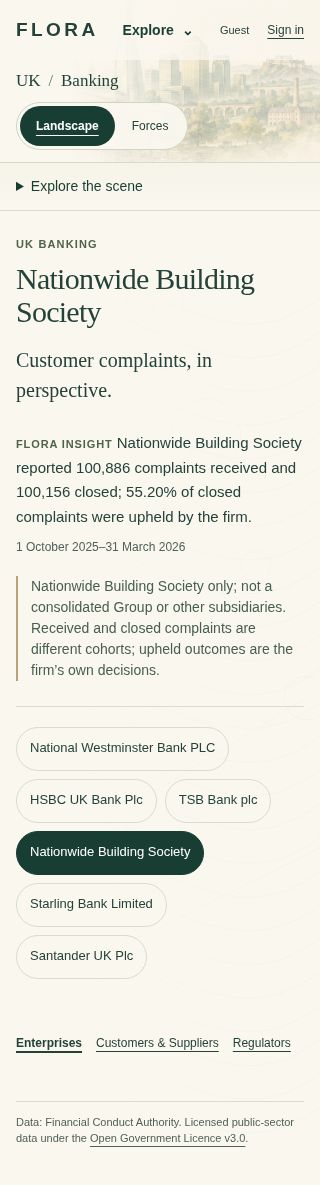 FLORA Explore Guest Sign in
UK / Banking
Landscape Forces
Explore the scene
UK BANKING
Nationwide Building
Society
Customer complaints, in
perspective.
FLORA INSIGHT Nationwide Building Society
reported 100,886 complaints received and
100,156 closed; 55.20% of closed
complaints were upheld by the firm.
1 October 2025–31 March 2026
Nationwide Building Society only; not a
consolidated Group or other subsidiaries.
Received and closed complaints are
different cohorts; upheld outcomes are the
firm’s own decisions.
National Westminster Bank PLC
HSBC UK Bank Plc TSB Bank plc
Nationwide Building Society
Starling Bank Limited
Santander UK Plc
Enterprises Customers & Suppliers Regulators
Data: Financial Conduct Authority. Licensed public-sector
data under the Open Government Licence v3.0.